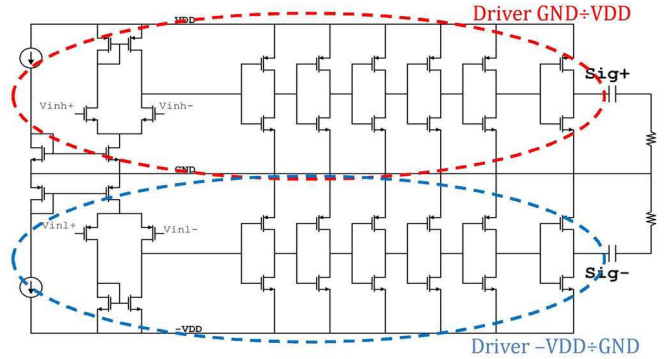 Driver GND÷VDD
VDD
Sig+
Vinh+
Vinh-
GND
Vinl+
Vinl-
Sig-
-VDD
Driver –VDD÷GND